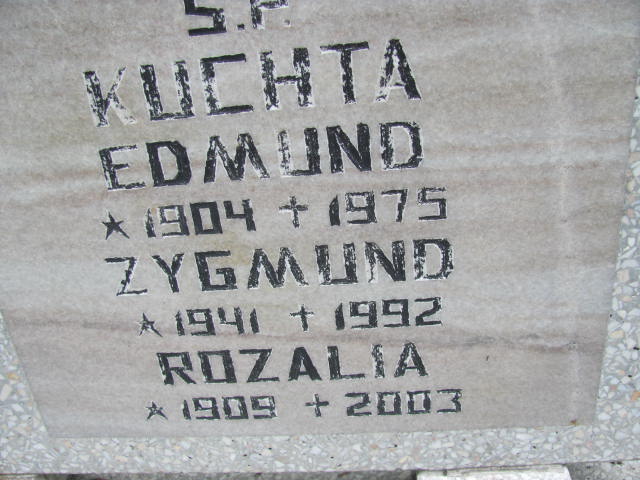 S.P.
KUCHTA
EDMUND
★ 1904 + 1975
ZYGMUND
★ 1941 + 1992
ROZALIA
★ 1909 + 2003